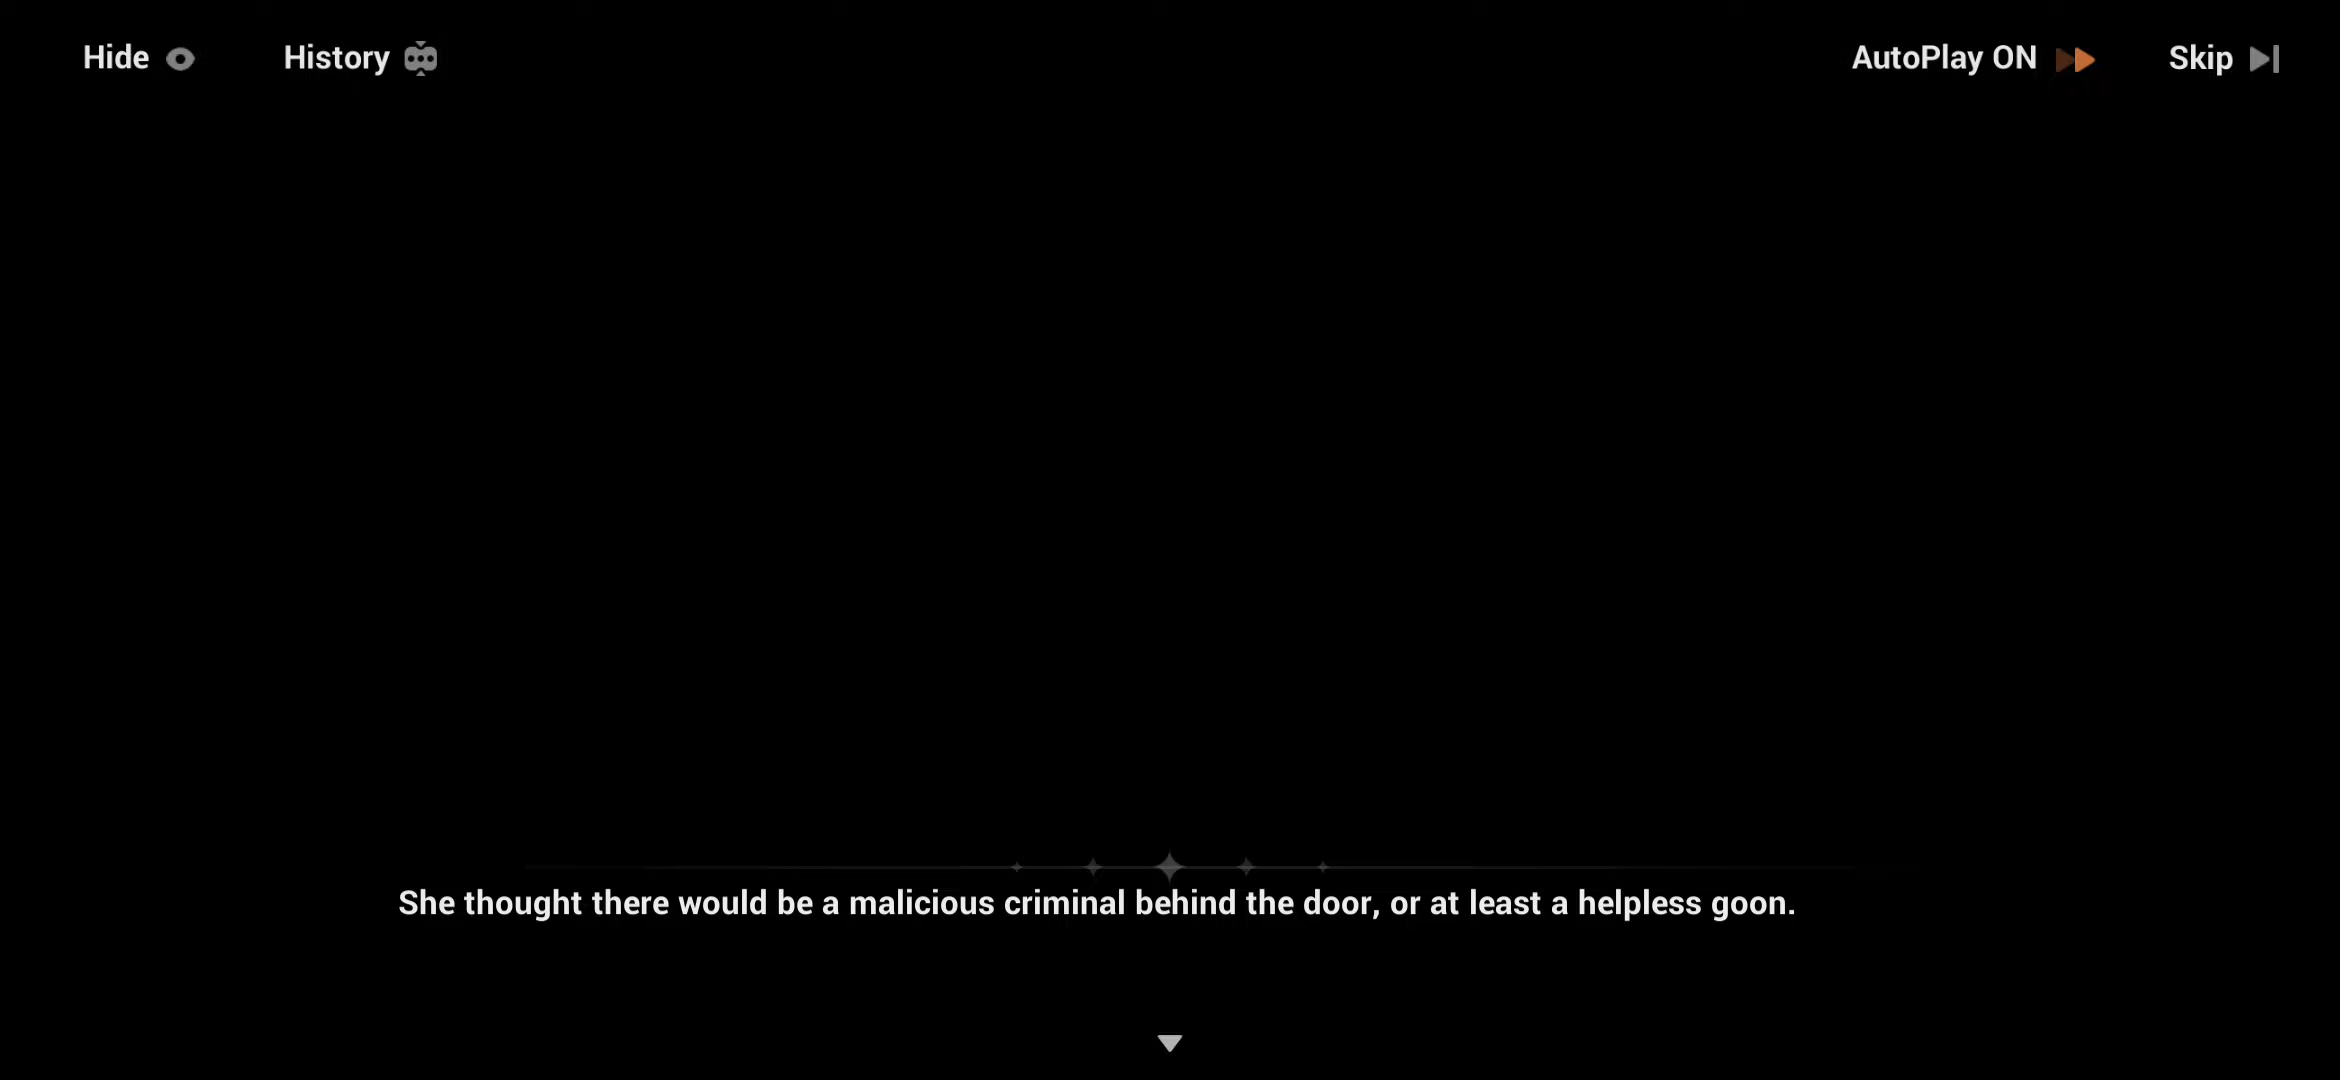 Hide
History
AutoPlay ON
Skip
She thought there would be a malicious criminal behind the door, or at least a helpless goon.